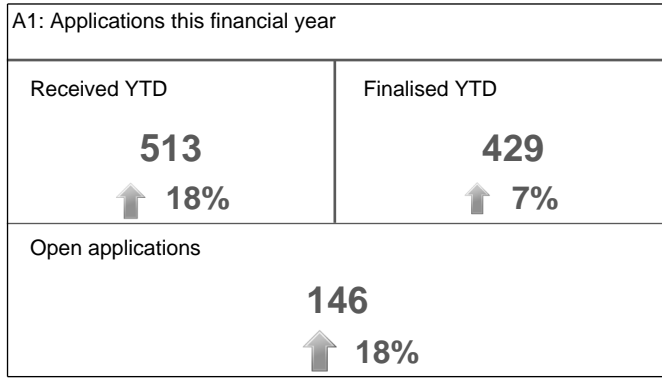 A1: Applications this financial year
Received YTD
513
18%
Finalised YTD
429
7%
Open applications
146
18%